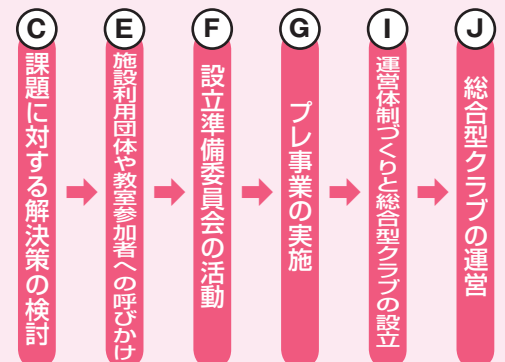 C
課題に対する解決策の検討
E
施設利用団体や教室参加者への呼びかけ
F
設立準備委員会の活動
G
プレ事業の実施
I
運営体制づくりと総合型クラブの設立
J
総合型クラブの運営